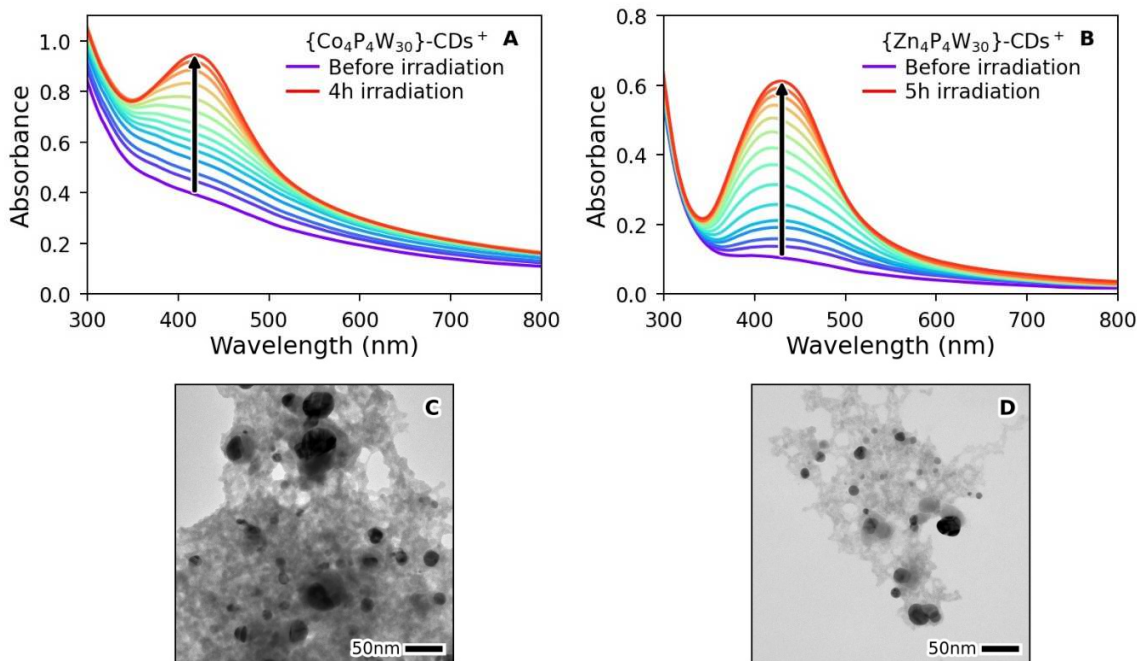 {Co₄P₄W₃₀}-CDs⁺ A
Before irradiation
4h irradiation
1.0
0.8
0.6
0.4
0.2
0.0
Absorbance
300 400 500 600 700 800
Wavelength (nm)
{Zn₄P₄W₃₀}-CDs⁺ B
Before irradiation
5h irradiation
0.8
0.6
0.4
0.2
0.0
Absorbance
300 400 500 600 700 800
Wavelength (nm)
C
50nm
D
50nm